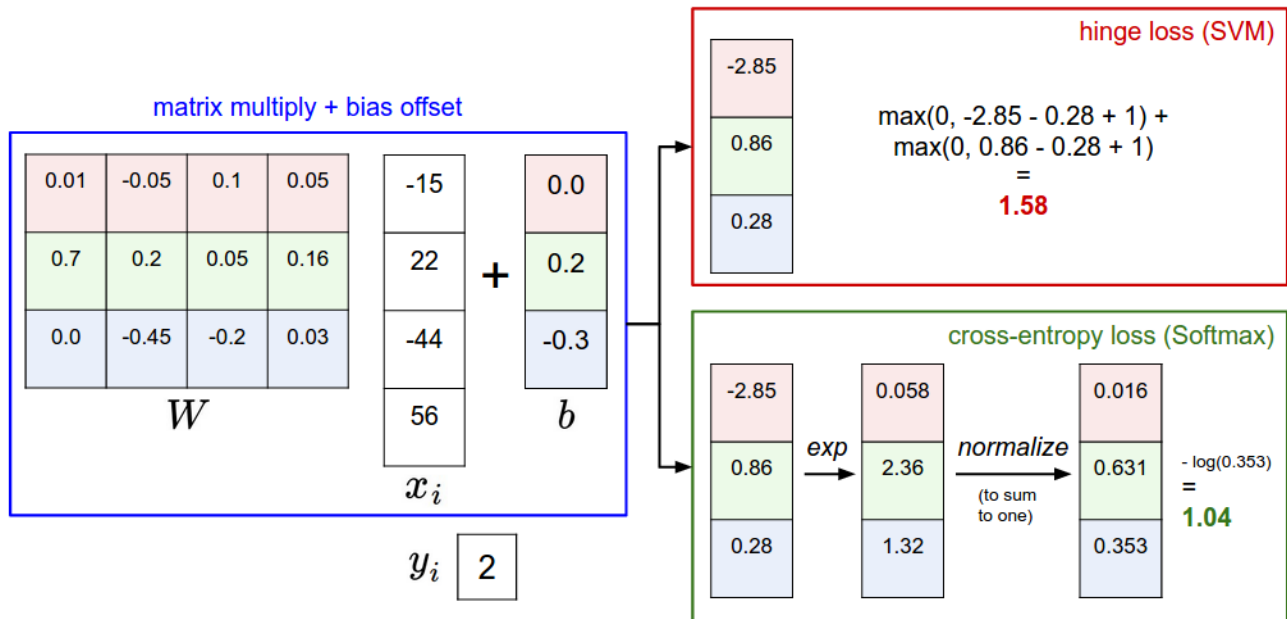 matrix multiply + bias offset
0.01 -0.05 0.1 0.05
0.7 0.2 0.05 0.16
0.0 -0.45 -0.2 0.03
W
-15
22
-44
56
x_i
+
0.0
0.2
-0.3
b
y_i 2
hinge loss (SVM)
-2.85
0.86
0.28
max(0, -2.85 - 0.28 + 1) +
max(0, 0.86 - 0.28 + 1)
=
1.58
cross-entropy loss (Softmax)
-2.85
0.86
0.28
exp
0.058
2.36
1.32
normalize
(to sum
to one)
0.016
0.631
0.353
- log(0.353)
=
1.04